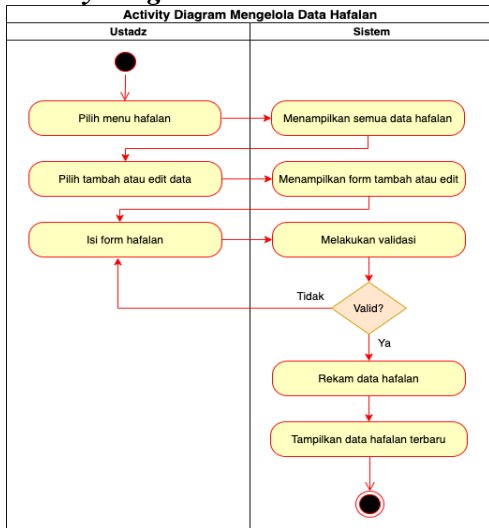 Activity Diagram Mengelola Data Hafalan
Ustadz
Sistem
Pilih menu hafalan
Menampilkan semua data hafalan
Pilih tambah atau edit data
Menampilkan form tambah atau edit
Isi form hafalan
Melakukan validasi
Tidak
Valid?
Ya
Rekam data hafalan
Tampilkan data hafalan terbaru